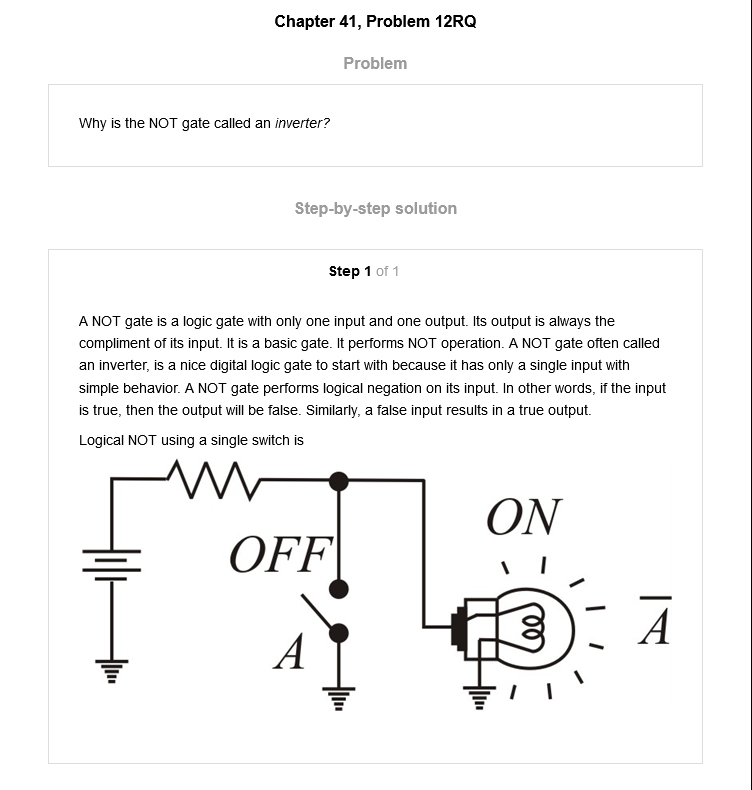 Chapter 41, Problem 12RQ
Problem
Why is the NOT gate called an inverter?
Step-by-step solution
Step 1 of 1
A NOT gate is a logic gate with only one input and one output. Its output is always the
compliment of its input. It is a basic gate. It performs NOT operation. A NOT gate often called
an inverter, is a nice digital logic gate to start with because it has only a single input with
simple behavior. A NOT gate performs logical negation on its input. In other words, if the input
is true, then the output will be false. Similarly, a false input results in a true output.
Logical NOT using a single switch is
ON
OFF
A̅
A